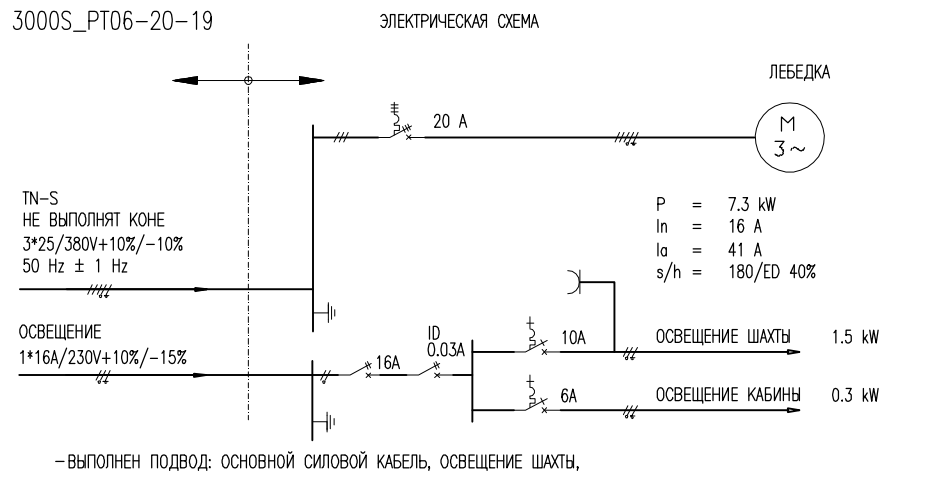 3000S_PT06-20-19
ЭЛЕКТРИЧЕСКАЯ СХЕМА
ЛЕБЕДКА
20 A
M
3~
TN-S
НЕ ВЫПОЛНЯТ КОНЕ
3*25/380V+10%/-10%
50 Hz ± 1 Hz
P = 7.3 kW
In = 16 A
Ia = 41 A
s/h = 180/ED 40%
ОСВЕЩЕНИЕ
1*16A/230V+10%/-15%
16A
ID
0.03A
10A
ОСВЕЩЕНИЕ ШАХТЫ 1.5 kW
6A
ОСВЕЩЕНИЕ КАБИНЫ 0.3 kW
-ВЫПОЛНЕН ПОДВОД: ОСНОВНОЙ СИЛОВОЙ КАБЕЛЬ, ОСВЕЩЕНИЕ ШАХТЫ,